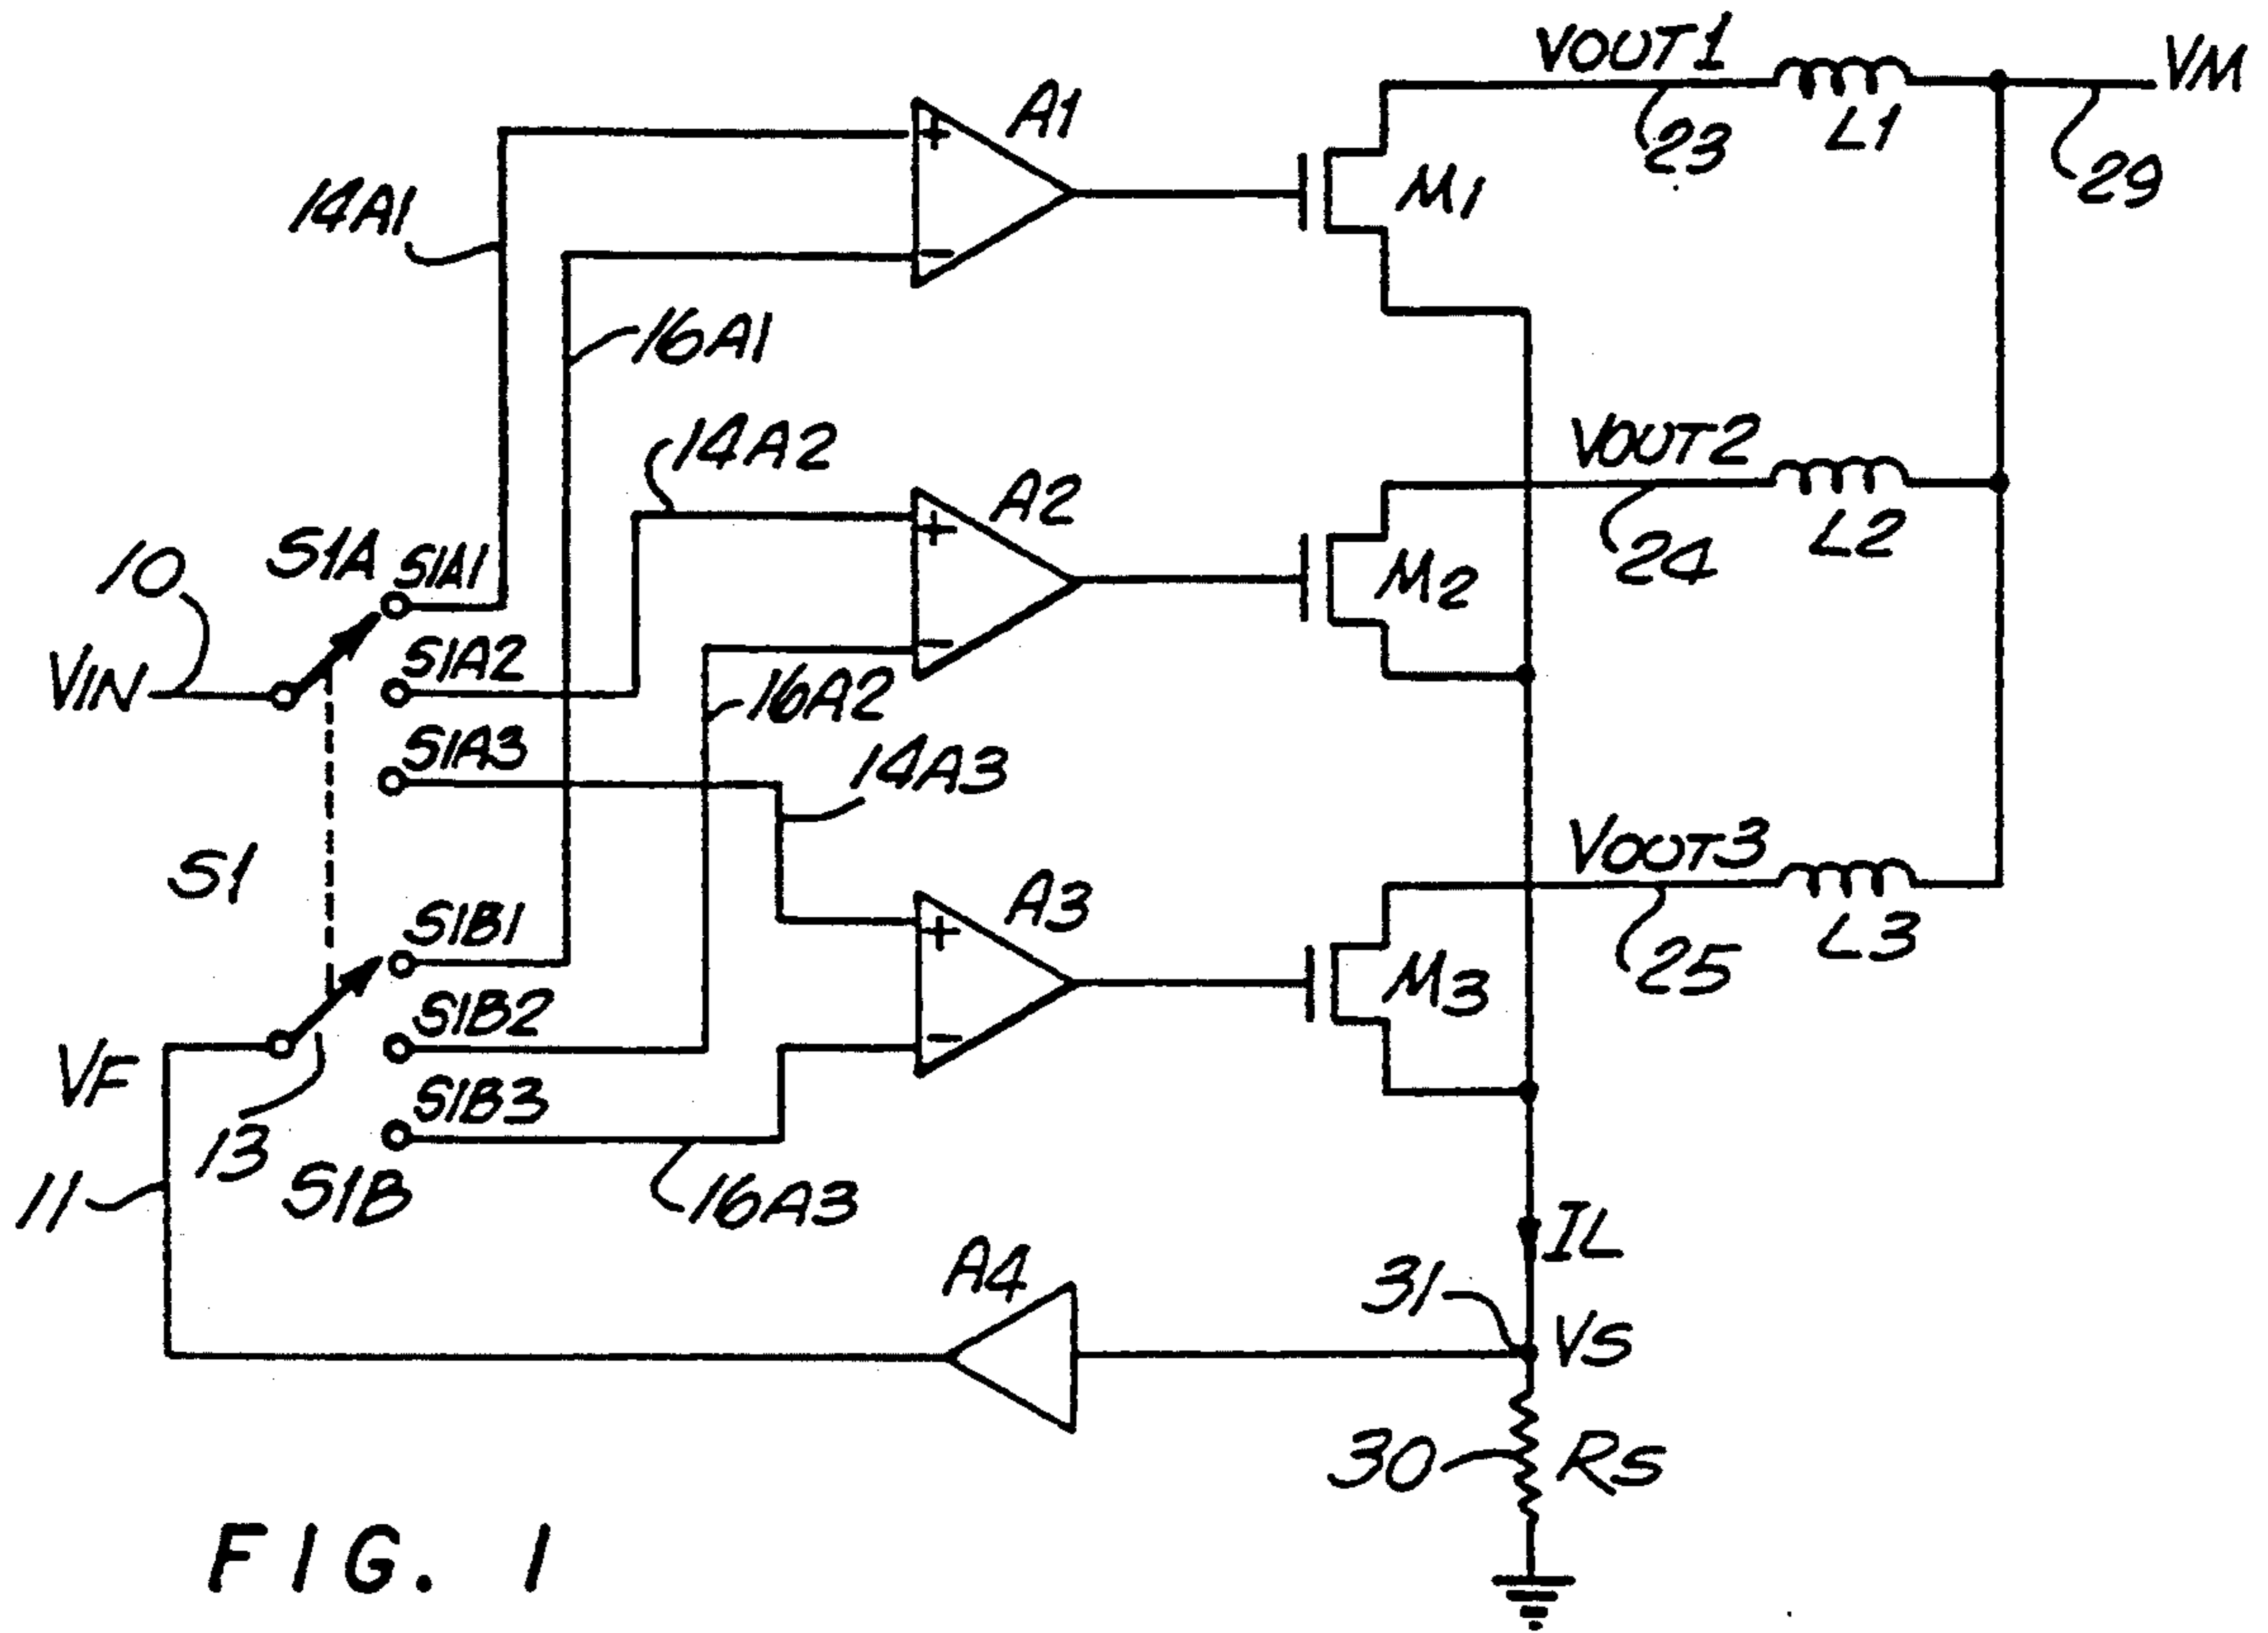 VOUT1
VM
A1
+
-
L1
23
29
M1
14A1
16A1
14A2
VOUT2
A2
+
-
L2
24
M2
10
S1A
S1A1
S1A2
VIN
16A2
S1A3
14A3
VOUT3
S1
A3
+
-
L3
25
M3
S1B1
S1B2
VF
S1B3
13
S1B
11
16A3
IL
A4
31
VS
30
RS
FIG. 1